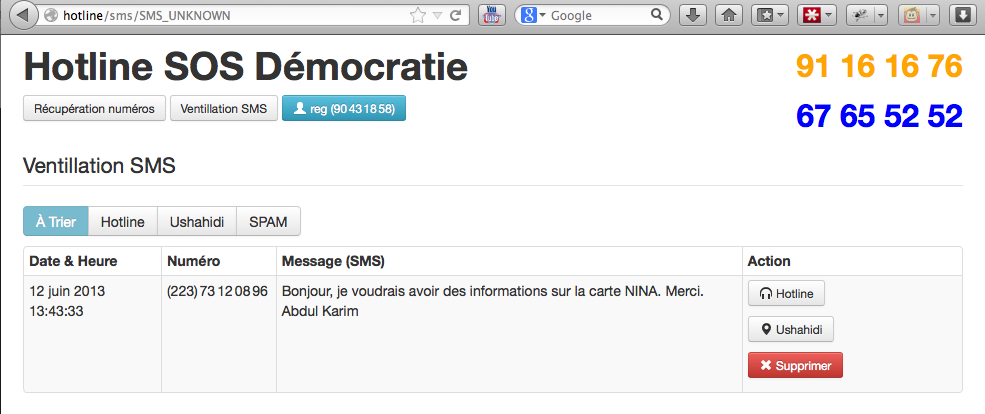 hotline/sms/SMS_UNKNOWN
You Tube
Google
Hotline SOS Démocratie
91 16 16 76
Récupération numéros Ventilation SMS reg (90 43 18 58)
67 65 52 52
Ventillation SMS
À Trier Hotline Ushahidi SPAM
Date & Heure Numéro Message (SMS) Action
12 juin 2013 (223) 73 12 08 96 Bonjour, je voudrais avoir des informations sur la carte NINA. Merci. Hotline
13:43:33 Abdul Karim
Ushahidi
Supprimer